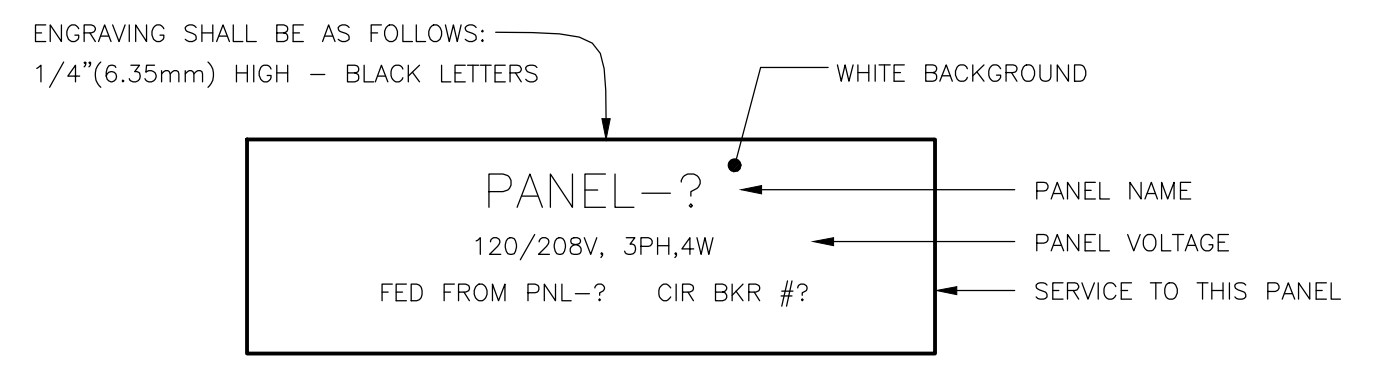 ENGRAVING SHALL BE AS FOLLOWS:
1/4"(6.35mm) HIGH - BLACK LETTERS
WHITE BACKGROUND
PANEL-?
PANEL NAME
120/208V, 3PH,4W
PANEL VOLTAGE
FED FROM PNL-? CIR BKR #?
SERVICE TO THIS PANEL